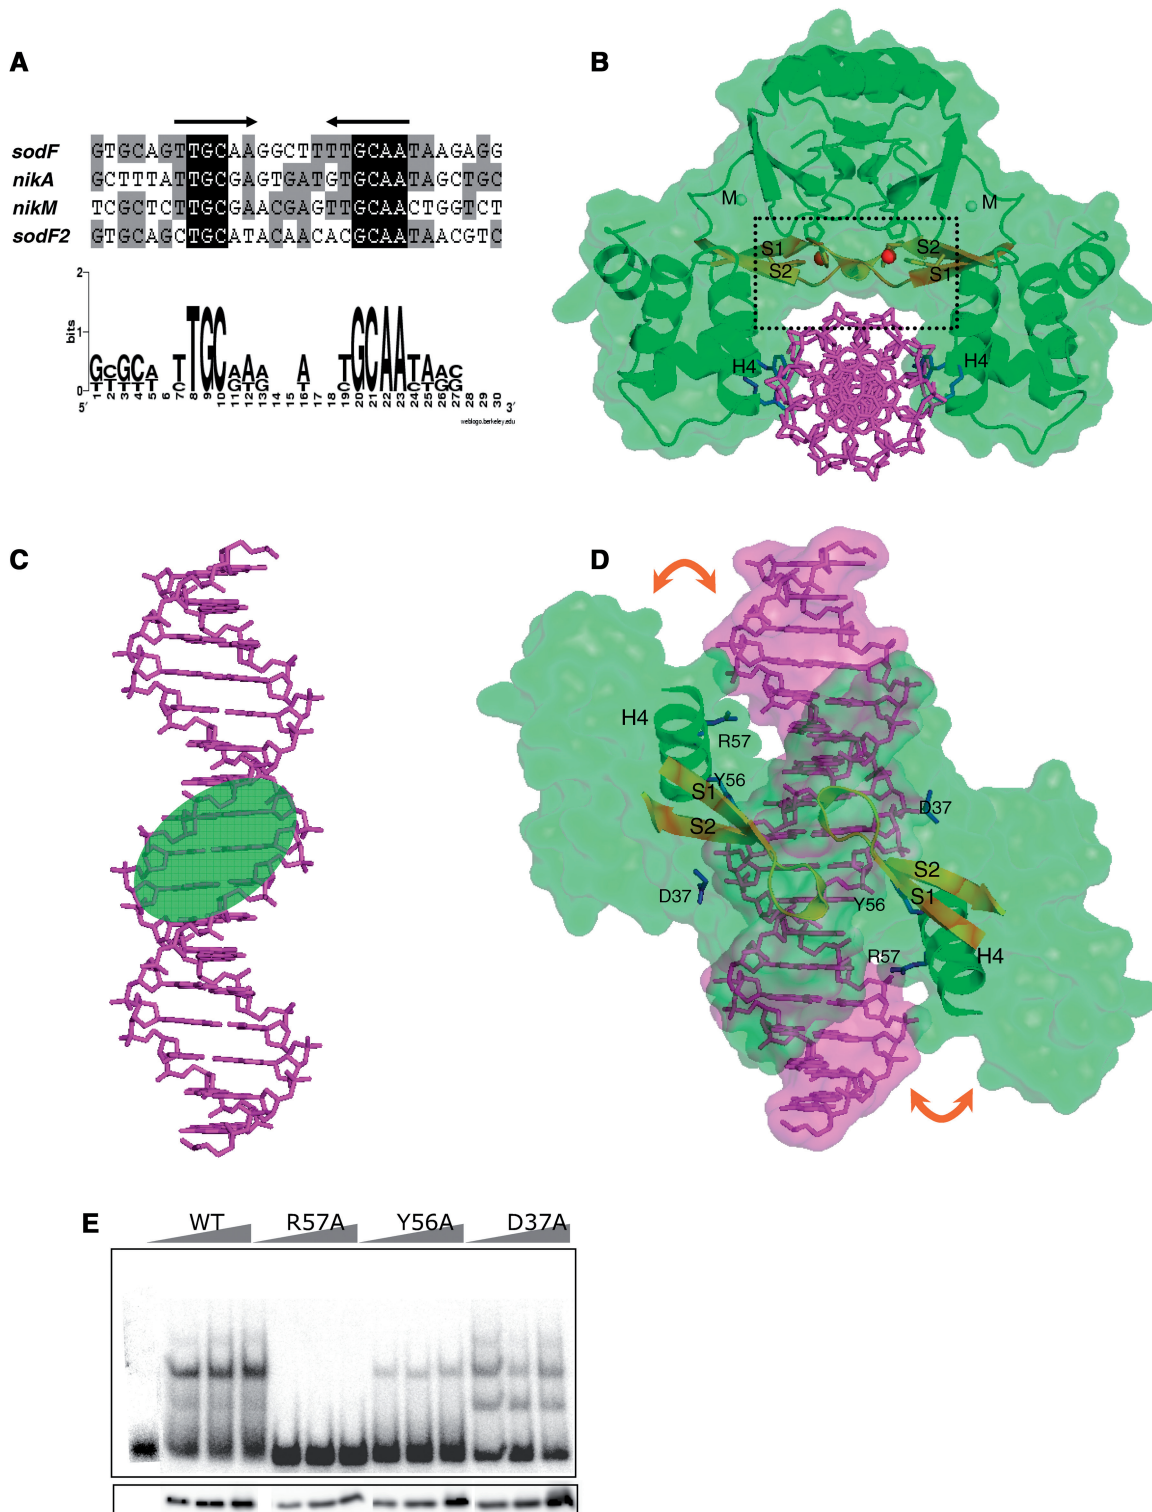 A
sodF GTGCAGTTGCAAGGCTTTTGCAATAAGAGG
nikA GCTTTATTGCGAGTGATGTGCAATAGCTGC
nikM TCGCTCTTGCGAACGAGTTGCAACTGGTCT
sodF2 GTGCAGCTGCATACAACACGCAATAACGTC
bits
2
1
0
5′ 1 2 3 4 5 6 7 8 9 10 11 12 13 14 15 16 17 18 19 20 21 22 23 24 25 26 27 28 29 30 3′
weblogo.berkeley.edu
B
M M
S1 S2
S2 S1
H4 H4
C
D
H4
R57
Y56
S1
D37
S2
S2
D37
Y56
S1
R57
H4
E
WT R57A Y56A D37A